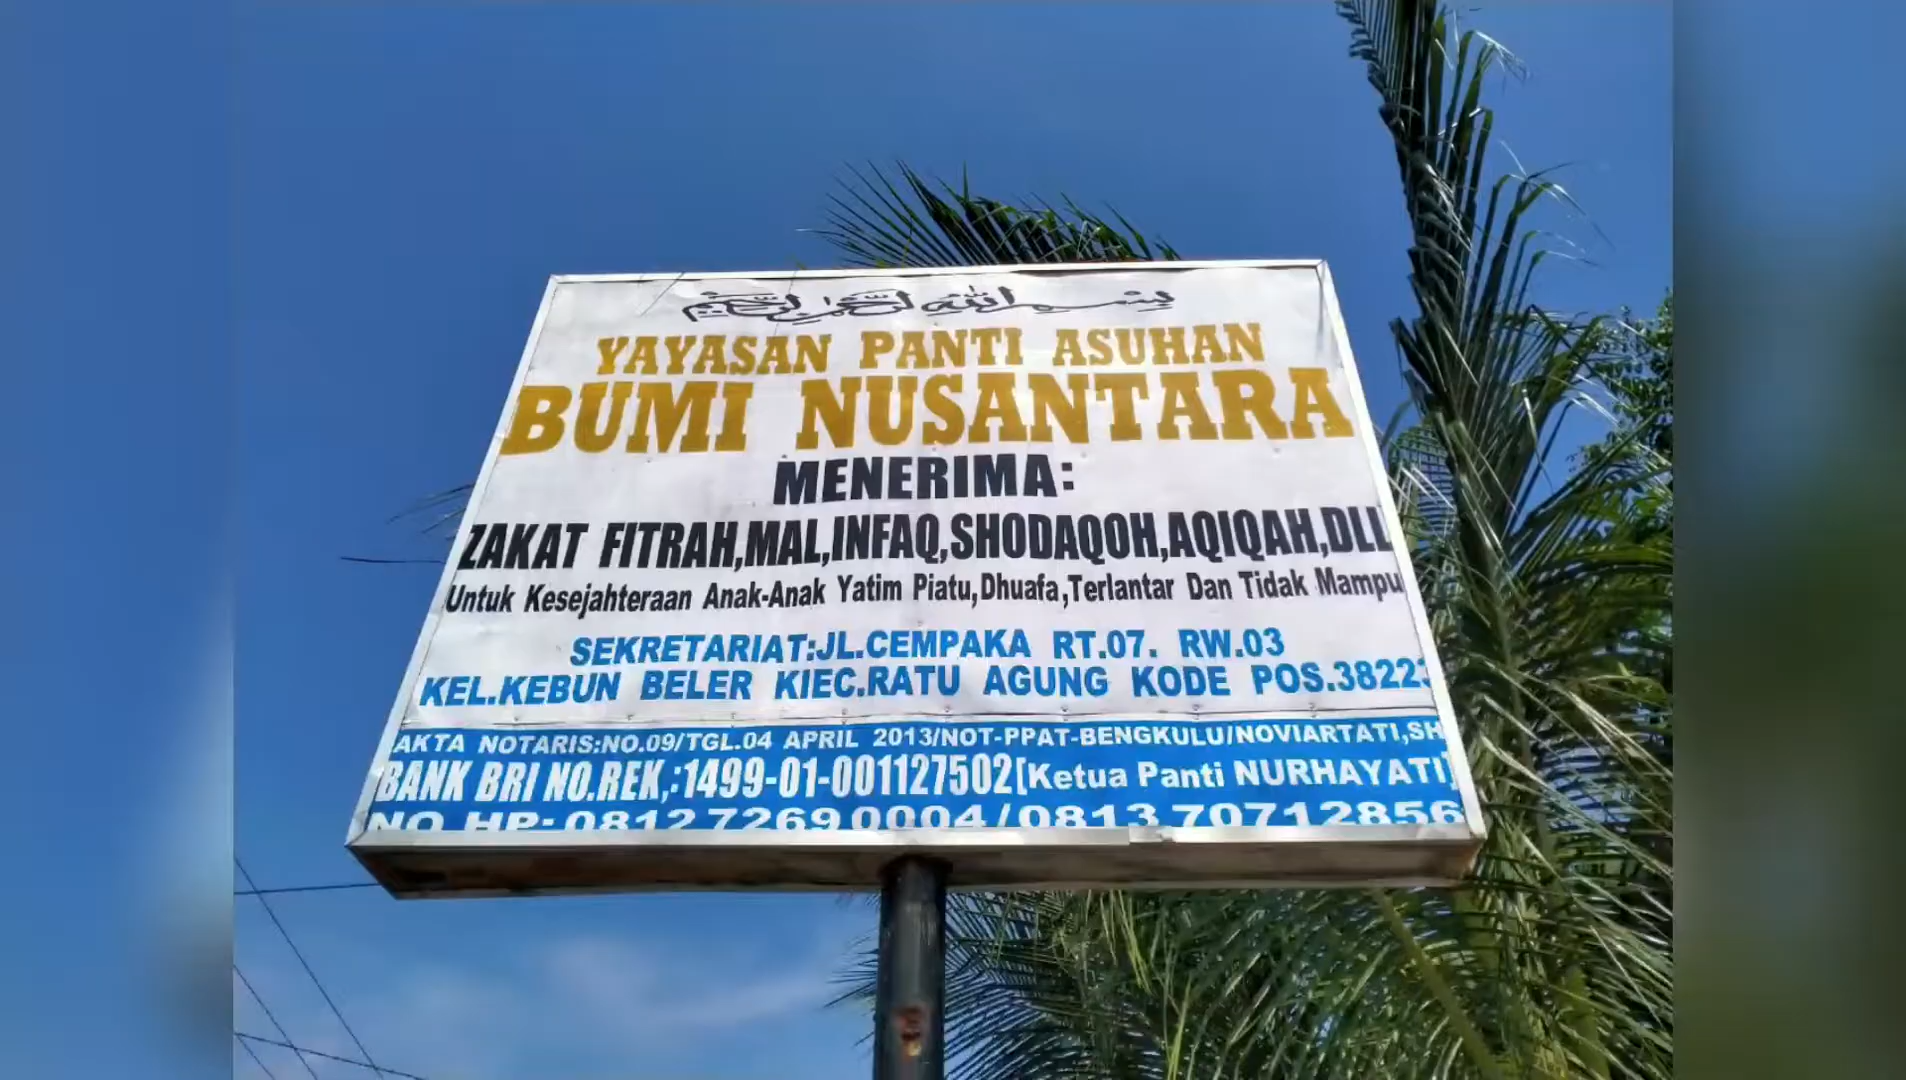 بسم الله الرحمن الرحيم
YAYASAN PANTI ASUHAN
BUMI NUSANTARA
MENERIMA:
ZAKAT FITRAH,MAL,INFAQ,SHODAQOH,AQIQAH,DLL
Untuk Kesejahteraan Anak-Anak Yatim Piatu,Dhuafa,Terlantar Dan Tidak Mampu
SEKRETARIAT:JL.CEMPAKA RT.07. RW.03
KEL.KEBUN BELER KIEC.RATU AGUNG KODE POS.38223
AKTA NOTARIS:NO.09/TGL.04 APRIL 2013/NOT-PPAT-BENGKULU/NOVIARTATI,SH
BANK BRI NO.REK,:1499-01-001127502[Ketua Panti NURHAYATI]
NO HP: 0812 7269 0004/0813 70712856